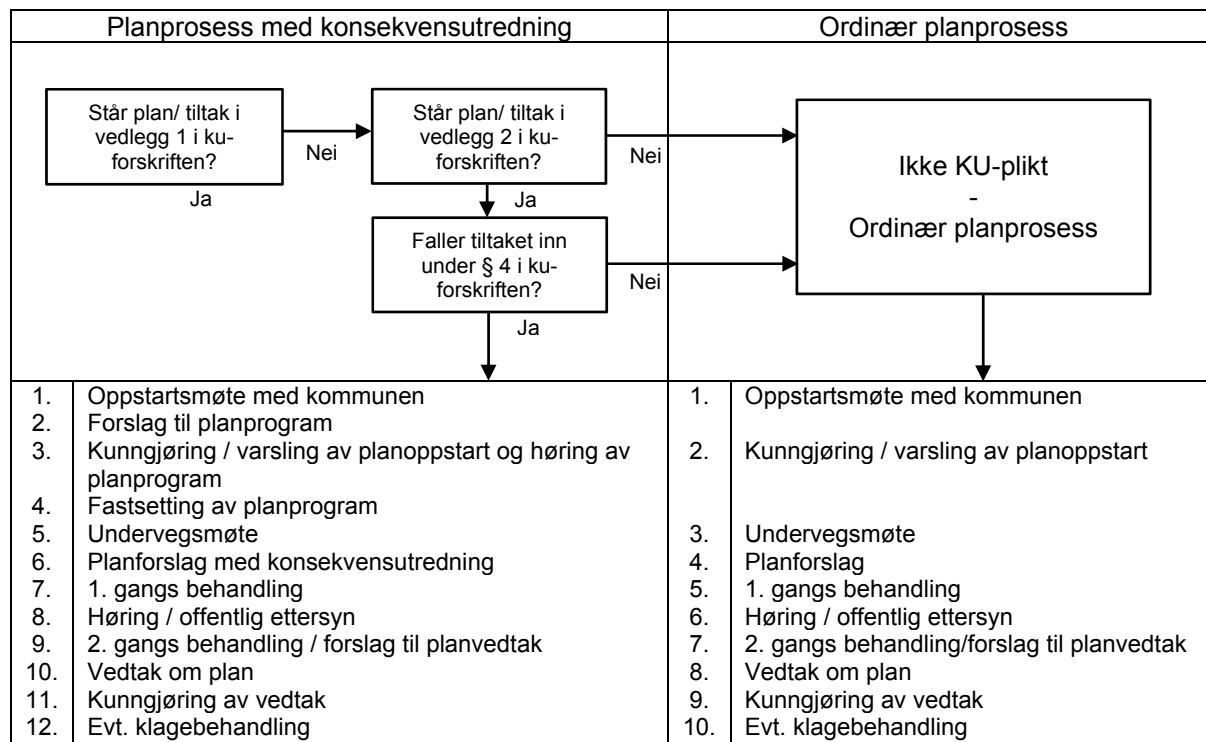 Planprosess med konsekvensutredning
Ordinær planprosess
Står plan/ tiltak i
vedlegg 1 i ku-
forskriften?
Nei
Ja
Står plan/ tiltak i
vedlegg 2 i ku-
forskriften?
Nei
Ja
Faller tiltaket inn
under § 4 i ku-
forskriften?
Nei
Ja
Ikke KU-plikt
-
Ordinær planprosess
1. Oppstartsmøte med kommunen
2. Forslag til planprogram
3. Kunngjøring / varsling av planoppstart og høring av
planprogram
4. Fastsetting av planprogram
5. Undervegsmøte
6. Planforslag med konsekvensutredning
7. 1. gangs behandling
8. Høring / offentlig ettersyn
9. 2. gangs behandling / forslag til planvedtak
10. Vedtak om plan
11. Kunngjøring av vedtak
12. Evt. klagebehandling
1. Oppstartsmøte med kommunen
2. Kunngjøring / varsling av planoppstart
3. Undervegsmøte
4. Planforslag
5. 1. gangs behandling
6. Høring / offentlig ettersyn
7. 2. gangs behandling/forslag til planvedtak
8. Vedtak om plan
9. Kunngjøring av vedtak
10. Evt. klagebehandling